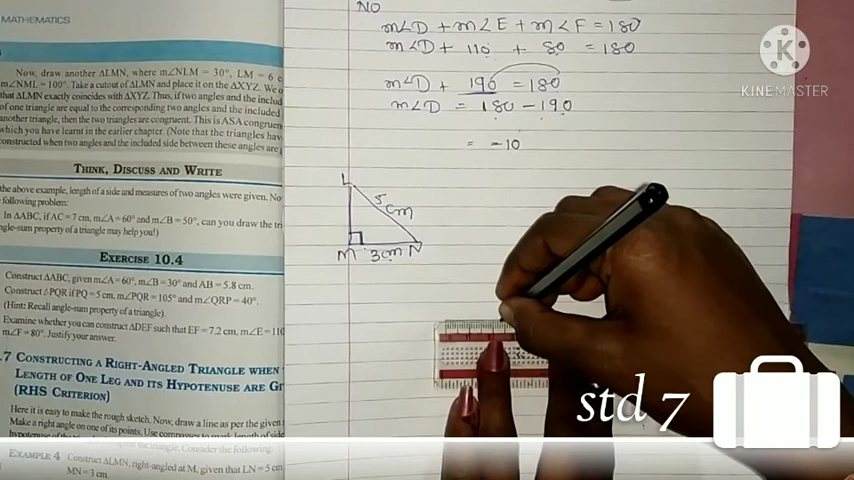 MATHEMATICS
Now, draw another ΔLMN, where m∠NLM = 30°, LM = 6 c
m∠NML = 100°. Take a cutout of ΔLMN and place it on the ΔXYZ. We o
that ΔLMN exactly coincides with ΔXYZ. Thus, if two angles and the includ
of one triangle are equal to the corresponding two angles and the included
another triangle, then the two triangles are congruent. This is ASA congruen
which you have learnt in the earlier chapter. (Note that the triangles hav
constructed when two angles and the included side between these angles are
THINK, DISCUSS AND WRITE
the above example, length of a side and measures of two angles were given. No
following problem:
In ΔABC, if AC = 7 cm, m∠A = 60° and m∠B = 50°, can you draw the tri
ngle-sum property of a triangle may help you!)
EXERCISE 10.4
Construct ΔABC, given m∠A = 60°, m∠B = 30° and AB = 5.8 cm.
Construct ΔPQR if PQ = 5 cm, m∠PQR = 105° and m∠QRP = 40°.
(Hint: Recall angle-sum property of a triangle).
Examine whether you can construct ΔDEF such that EF = 7.2 cm, m∠E = 110
m∠F = 80°. Justify your answer.
.7 CONSTRUCTING A RIGHT-ANGLED TRIANGLE WHEN
LENGTH OF ONE LEG AND ITS HYPOTENUSE ARE GI
(RHS CRITERION)
Here it is easy to make the rough sketch. Now, draw a line as per the given
Make a right angle on one of its points. Use compasses to mark length of side
hypotenuse of the triangle. Consider the following:
EXAMPLE 4 Construct ΔLMN, right-angled at M, given that LN = 5 cm
MN = 3 cm.
NO
m∠D + m∠E + m∠F = 180
m∠D + 110 + 80 = 180
m∠D + 190 = 180
m∠D = 180 - 190
= -10
L
5 cm
M 3cm N
KINEMASTER
std 7